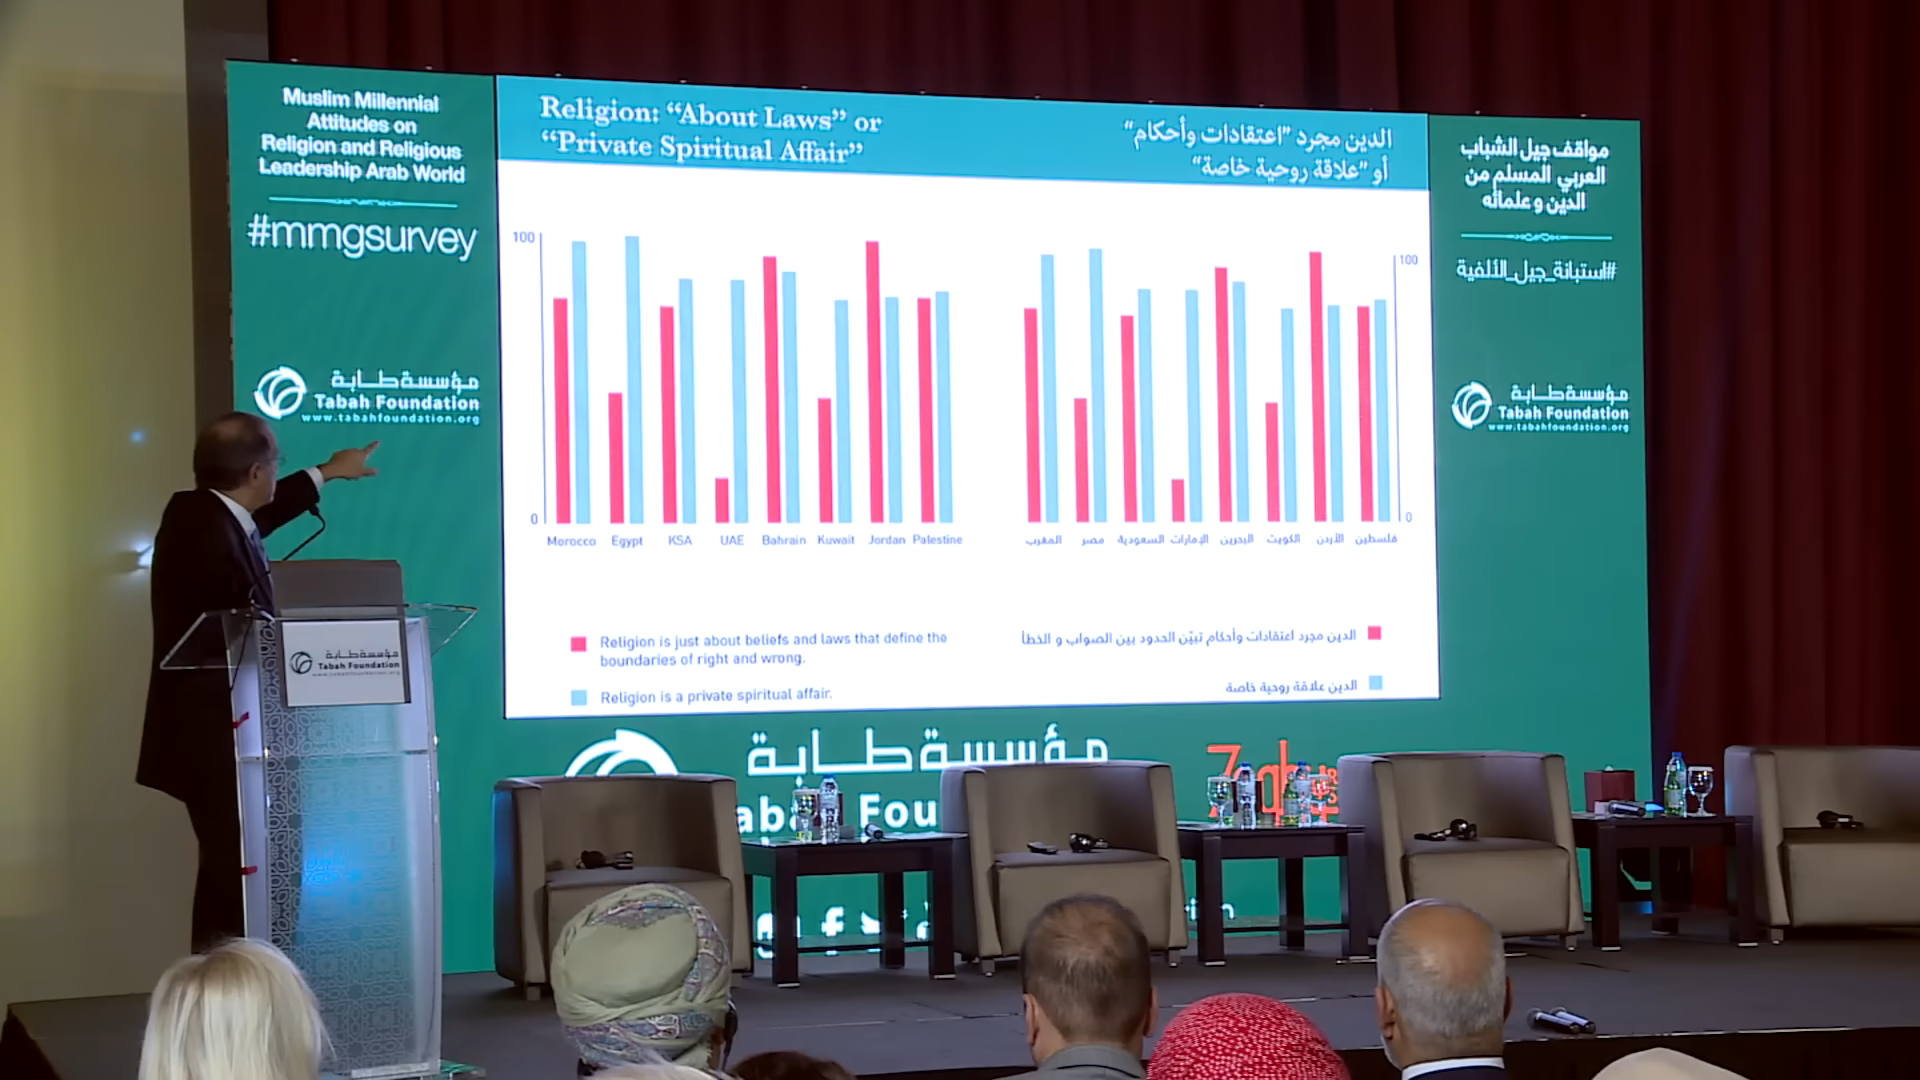 Muslim Millennial
Attitudes on
Religion and Religious
Leadership Arab World
#mmgsurvey
مؤسسة طابة
Tabah Foundation
www.tabahfoundation.org
Religion: “About Laws” or
“Private Spiritual Affair”
الدين مجرد “اعتقادات وأحكام“
أو “علاقة روحية خاصة“
100
0
Morocco Egypt KSA UAE Bahrain Kuwait Jordan Palestine
100
0
المغرب مصر السعودية الإمارات البحرين الكويت الأردن فلسطين
Religion is just about beliefs and laws that define the
boundaries of right and wrong.
Religion is a private spiritual affair.
الدين مجرد اعتقادات وأحكام تبيّن الحدود بين الصواب و الخطأ
الدين علاقة روحية خاصة
مواقف جيل الشباب
العربي المسلم من
الدين و علمائه
#استبانة_جيل_الألفية
مؤسسة طابة
Tabah Foundation
www.tabahfoundation.org
مؤسسة طابة
Tabah Foundation
مؤسسة طابة